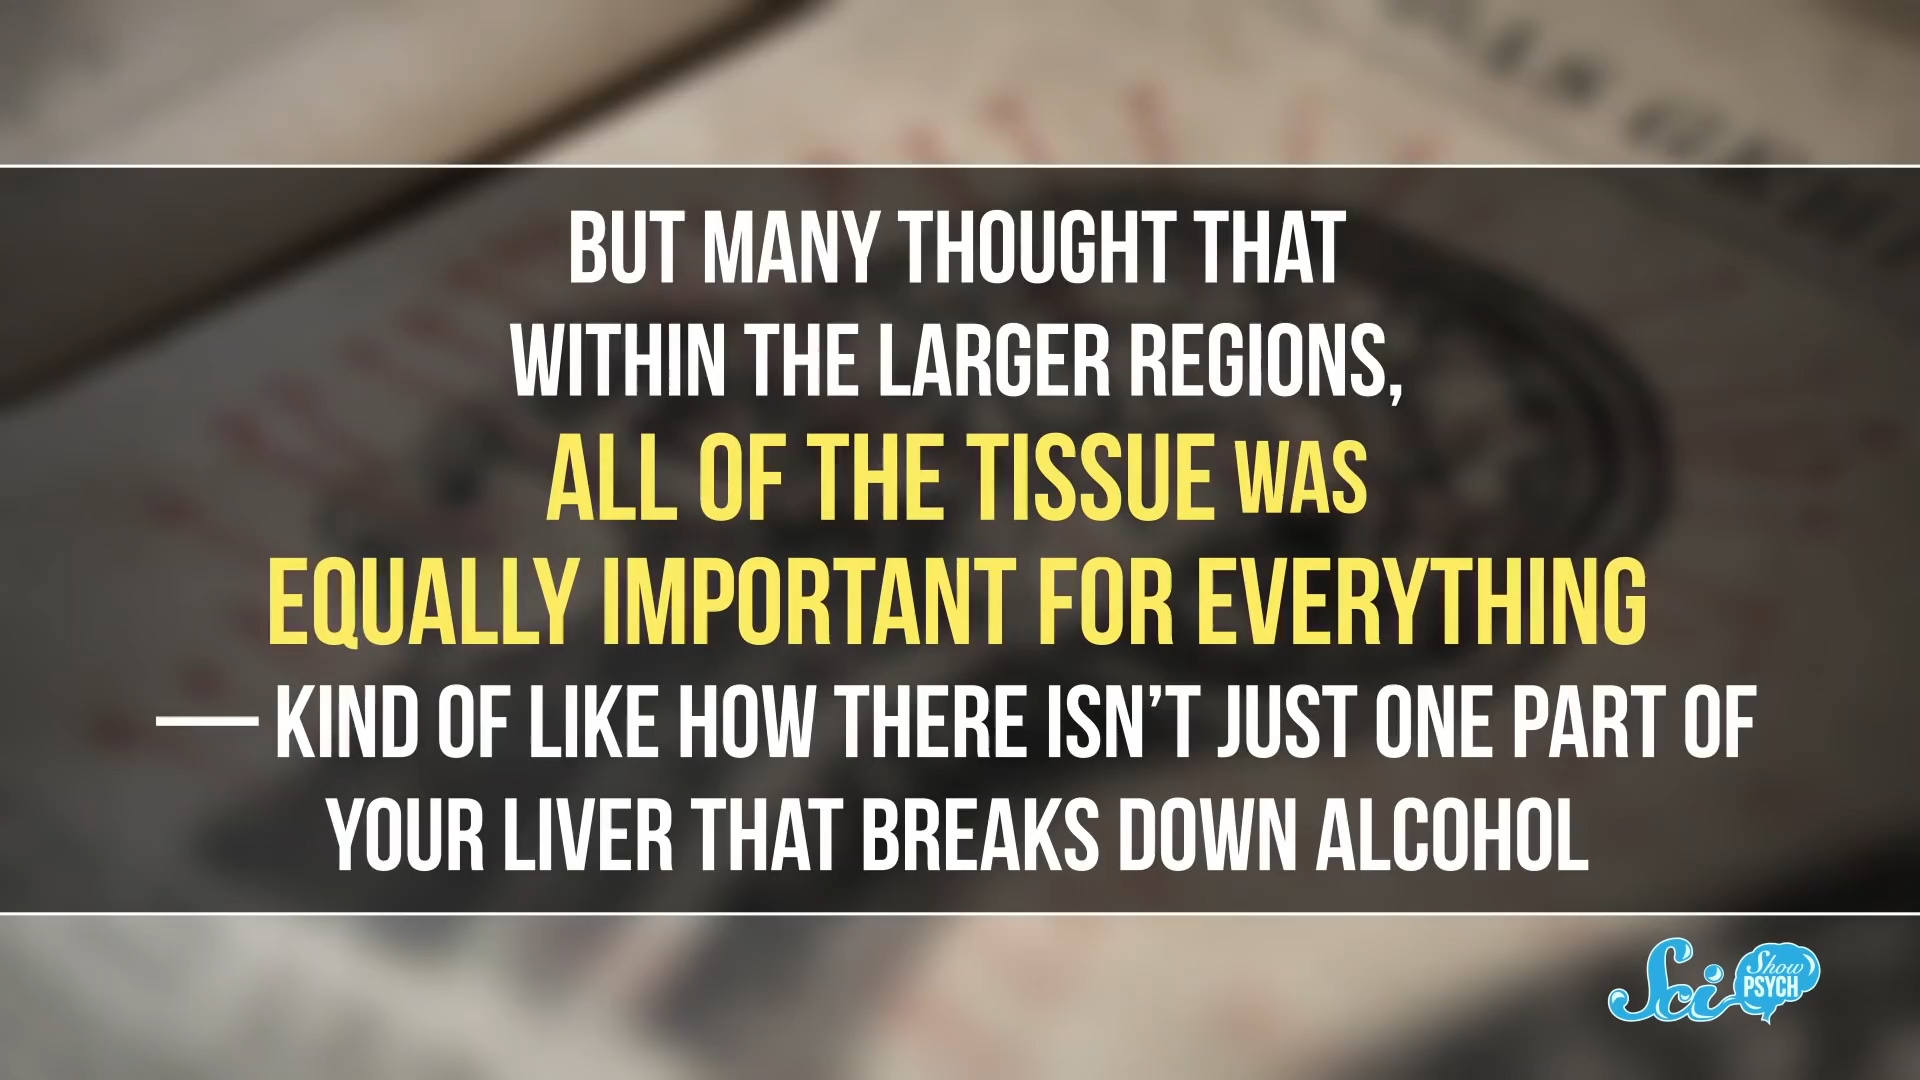 BUT MANY THOUGHT THAT
WITHIN THE LARGER REGIONS,
ALL OF THE TISSUE WAS
EQUALLY IMPORTANT FOR EVERYTHING
— KIND OF LIKE HOW THERE ISN'T JUST ONE PART OF
YOUR LIVER THAT BREAKS DOWN ALCOHOL
Sci Show
PSYCH